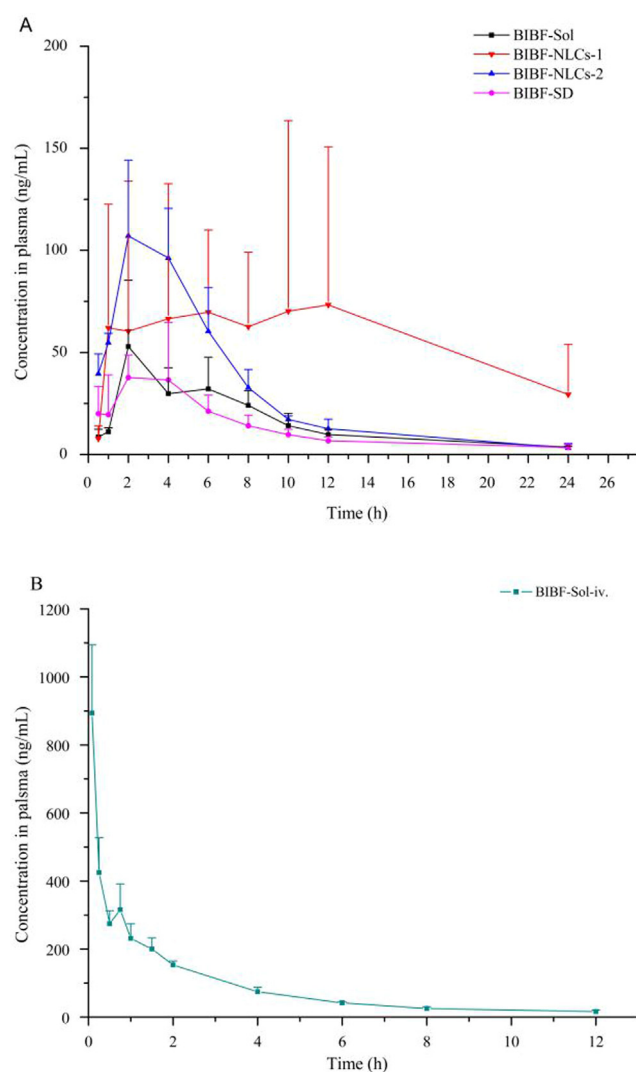 A
BIBF-Sol
BIBF-NLCs-1
BIBF-NLCs-2
BIBF-SD
200
150
100
50
0
Concentration in plasma (ng/mL)
0 2 4 6 8 10 12 14 16 18 20 22 24 26
Time (h)
B
BIBF-Sol-iv.
1200
1000
800
600
400
200
0
Concentration in palsma (ng/mL)
0 2 4 6 8 10 12
Time (h)